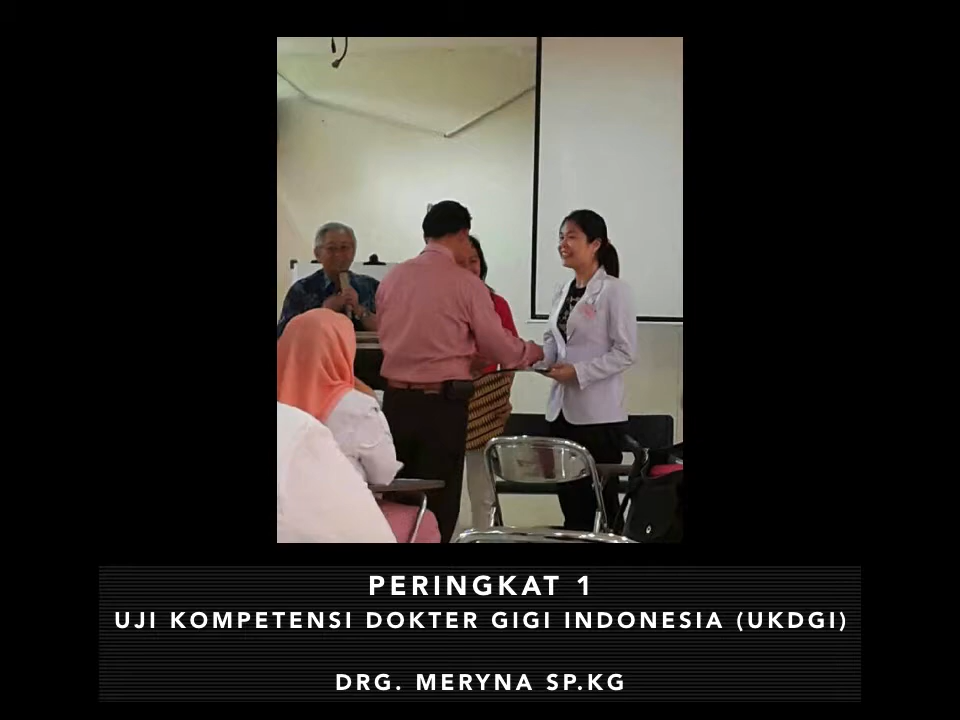 PERINGKAT 1
UJI KOMPETENSI DOKTER GIGI INDONESIA (UKDGI)
DRG. MERYNA SP.KG